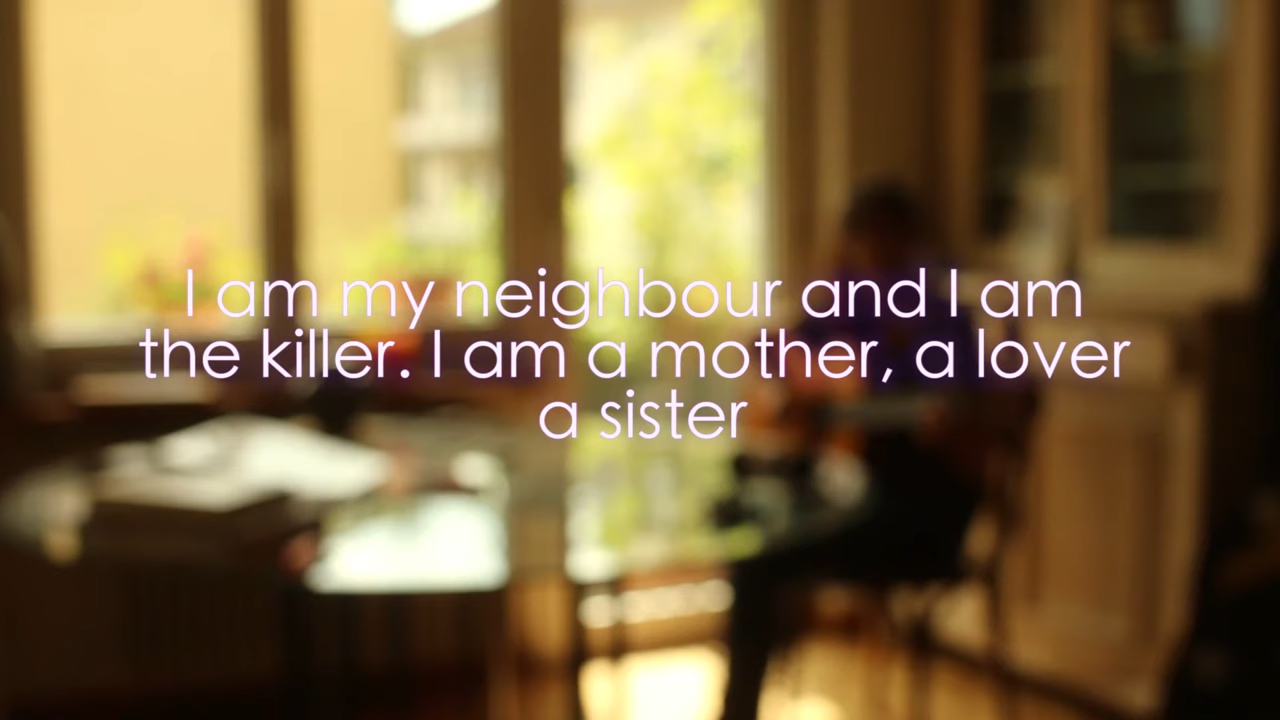 I am my neighbour and I am
the killer. I am a mother, a lover
a sister